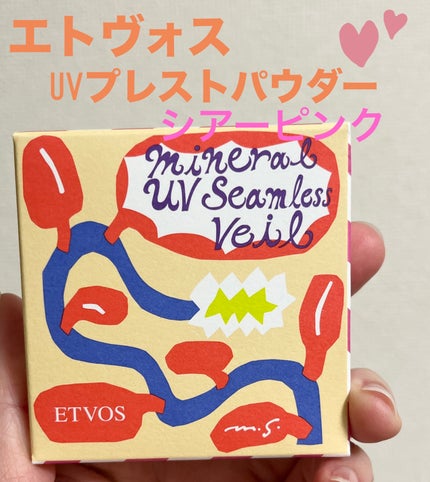 エトヴォス
UVプレストパウダー
シアーピンク
mineral
UV Seamless
Veil
ETVOS
m.S.